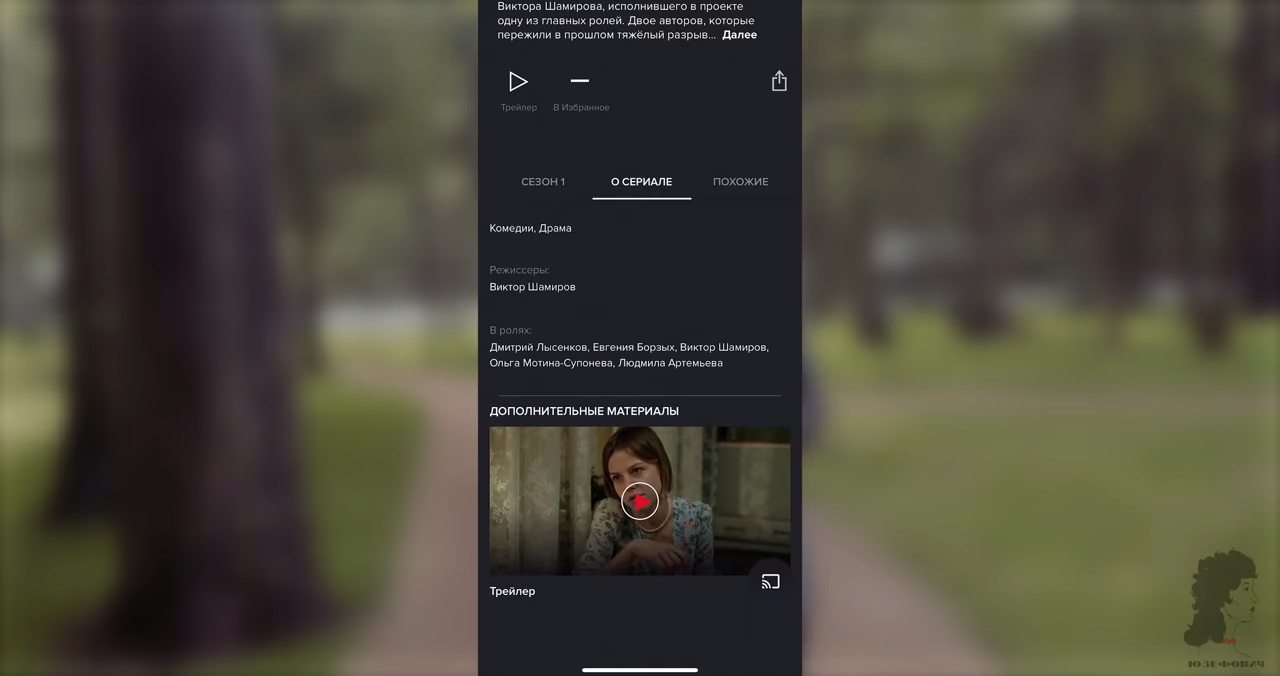 Виктора Шамирова, исполнившего в проекте
одну из главных ролей. Двое авторов, которые
пережили в прошлом тяжёлый разрыв... Далее
Трейлер
В Избранное
СЕЗОН 1
О СЕРИАЛЕ
ПОХОЖИЕ
Комедии, Драма
Режиссеры:
Виктор Шамиров
В ролях:
Дмитрий Лысенков, Евгения Борзых, Виктор Шамиров,
Ольга Мотина-Супонева, Людмила Артемьева
ДОПОЛНИТЕЛЬНЫЕ МАТЕРИАЛЫ
Трейлер
ЮЗЕФОВИЧ